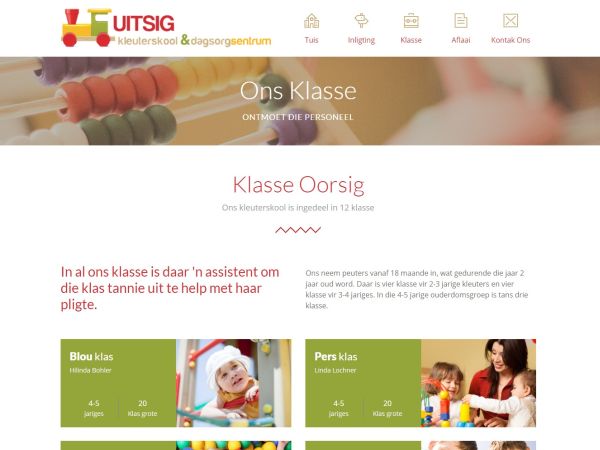 UITSIG
kleuterskool & dagsorgsentrum
Tuis
Inligting
Klasse
Aflaai
Kontak Ons
Ons Klasse
ONTMOET DIE PERSONEEL
Klasse Oorsig
Ons kleuterskool is ingedeel in 12 klasse
In al ons klasse is daar 'n assistent om
die klas tannie uit te help met haar
pligte.
Ons neem peuters vanaf 18 maande in, wat gedurende die jaar 2
jaar oud word. Daar is vier klasse vir 2-3 jarige kleuters en vier
klasse vir 3-4 jariges. In die 4-5 jarige ouderdomsgroep is tans drie
klasse.
Blou klas
Hilinda Bohler
4-5
jariges
20
Klas grote
Pers klas
Linda Lochner
4-5
jariges
20
Klas grote